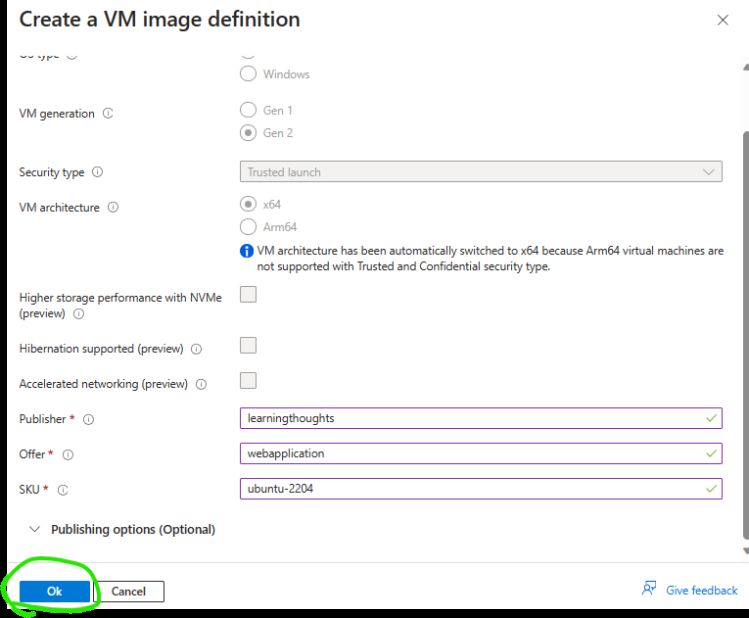 Create a VM image definition
OS type
Windows
VM generation
Gen 1
Gen 2
Security type
Trusted launch
VM architecture
x64
Arm64
VM architecture has been automatically switched to x64 because Arm64 virtual machines are
not supported with Trusted and Confidential security type.
Higher storage performance with NVMe
(preview)
Hibernation supported (preview)
Accelerated networking (preview)
Publisher *
learningthoughts
Offer *
webapplication
SKU *
ubuntu-2204
Publishing options (Optional)
Ok
Cancel
Give feedback